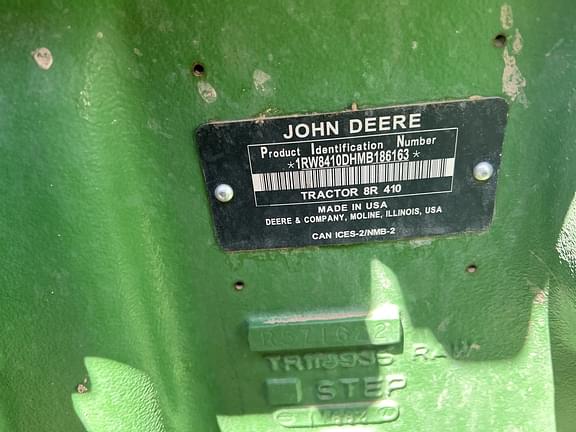 JOHN DEERE
Product Identification Number
*1RW8410DHMB186163*
TRACTOR 8R 410
MADE IN USA
DEERE & COMPANY, MOLINE, ILLINOIS, USA
CAN ICES-2/NMB-2
RAW
STEP